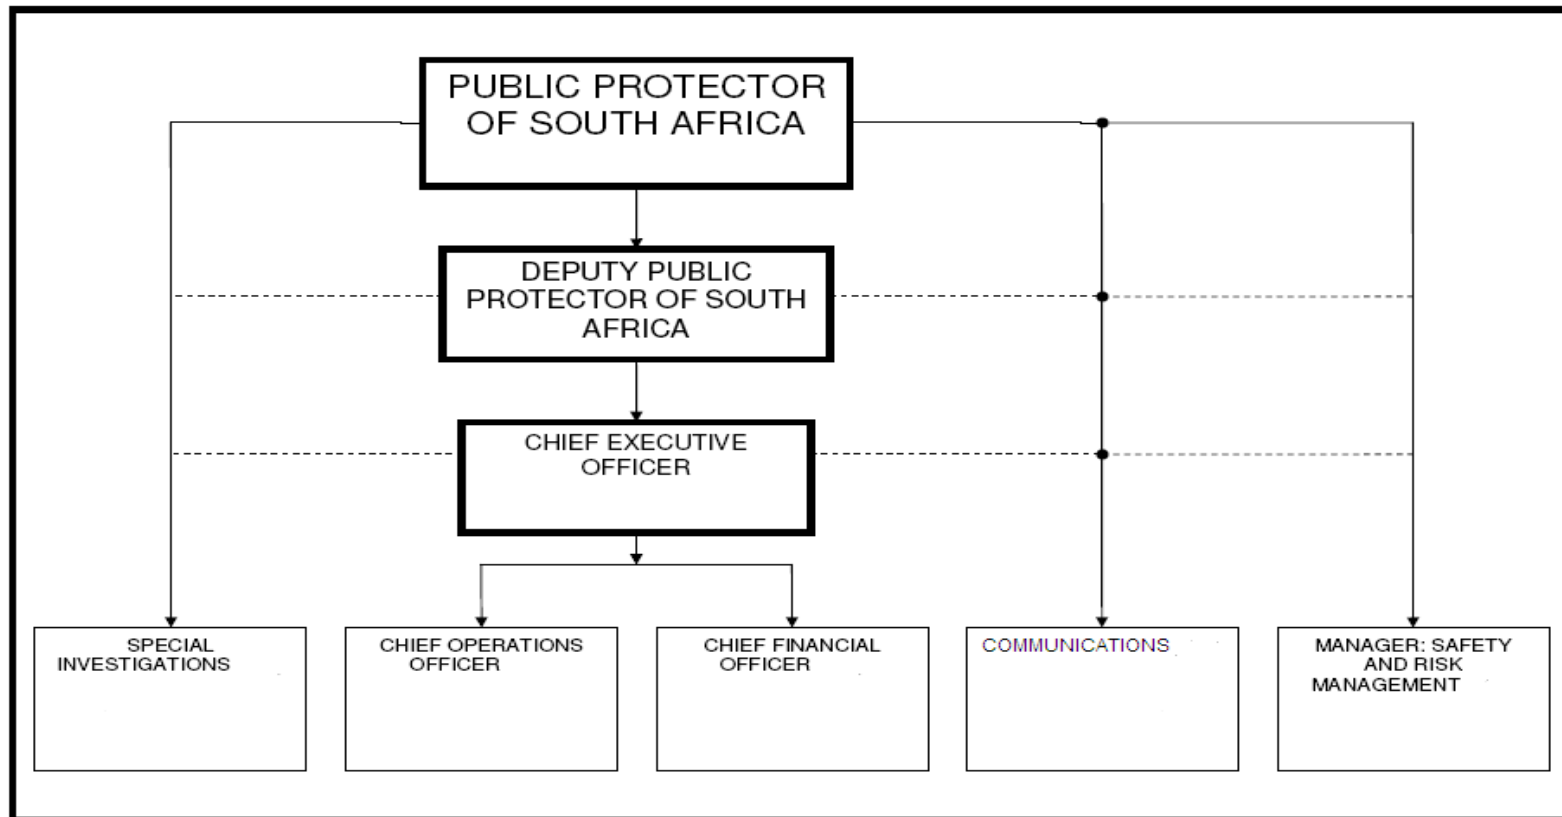 PUBLIC PROTECTOR
OF SOUTH AFRICA
DEPUTY PUBLIC
PROTECTOR OF SOUTH
AFRICA
CHIEF EXECUTIVE
OFFICER
SPECIAL
INVESTIGATIONS
CHIEF OPERATIONS
OFFICER
CHIEF FINANCIAL
OFFICER
COMMUNICATIONS
MANAGER: SAFETY
AND RISK
MANAGEMENT